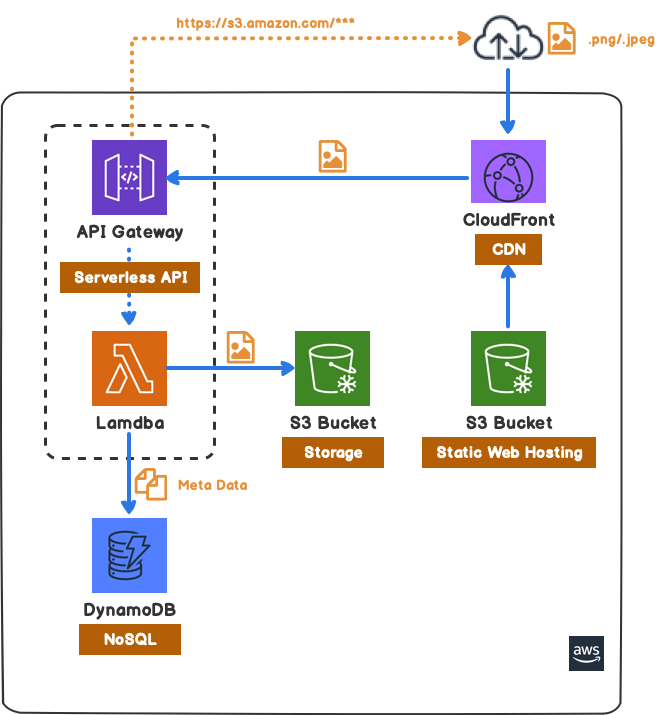 https://s3.amazon.com/***
.png/.jpeg
API Gateway
CloudFront
CDN
Serverless API
Lamdba
S3 Bucket
S3 Bucket
Storage
Static Web Hosting
Meta Data
DynamoDB
NoSQL
aws